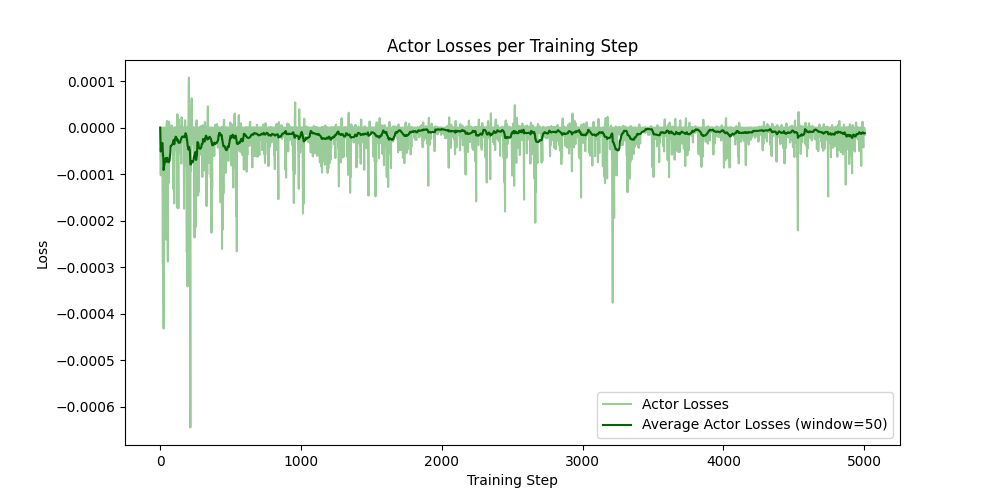 Actor Losses per Training Step
Loss
0.0001
0.0000
−0.0001
−0.0002
−0.0003
−0.0004
−0.0005
−0.0006
Actor Losses
Average Actor Losses (window=50)
0
1000
2000
3000
4000
5000
Training Step